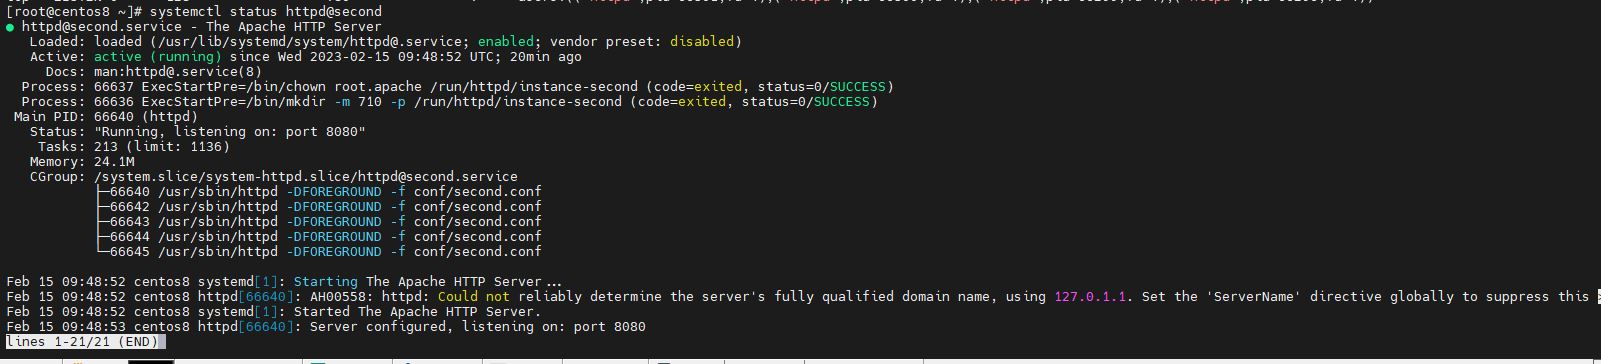 [root@centos8 ~]# systemctl status httpd@second
● httpd@second.service - The Apache HTTP Server
   Loaded: loaded (/usr/lib/systemd/system/httpd@.service; enabled; vendor preset: disabled)
   Active: active (running) since Wed 2023-02-15 09:48:52 UTC; 20min ago
     Docs: man:httpd@.service(8)
  Process: 66637 ExecStartPre=/bin/chown root.apache /run/httpd/instance-second (code=exited, status=0/SUCCESS)
  Process: 66636 ExecStartPre=/bin/mkdir -m 710 -p /run/httpd/instance-second (code=exited, status=0/SUCCESS)
 Main PID: 66640 (httpd)
   Status: "Running, listening on: port 8080"
    Tasks: 213 (limit: 1136)
   Memory: 24.1M
   CGroup: /system.slice/system-httpd.slice/httpd@second.service
           ├─66640 /usr/sbin/httpd -DFOREGROUND -f conf/second.conf
           ├─66642 /usr/sbin/httpd -DFOREGROUND -f conf/second.conf
           ├─66643 /usr/sbin/httpd -DFOREGROUND -f conf/second.conf
           ├─66644 /usr/sbin/httpd -DFOREGROUND -f conf/second.conf
           └─66645 /usr/sbin/httpd -DFOREGROUND -f conf/second.conf
Feb 15 09:48:52 centos8 systemd[1]: Starting The Apache HTTP Server...
Feb 15 09:48:52 centos8 httpd[66640]: AH00558: httpd: Could not reliably determine the server's fully qualified domain name, using 127.0.1.1. Set the 'ServerName' directive globally to suppress this >
Feb 15 09:48:52 centos8 systemd[1]: Started The Apache HTTP Server.
Feb 15 09:48:53 centos8 httpd[66640]: Server configured, listening on: port 8080
lines 1-21/21 (END)